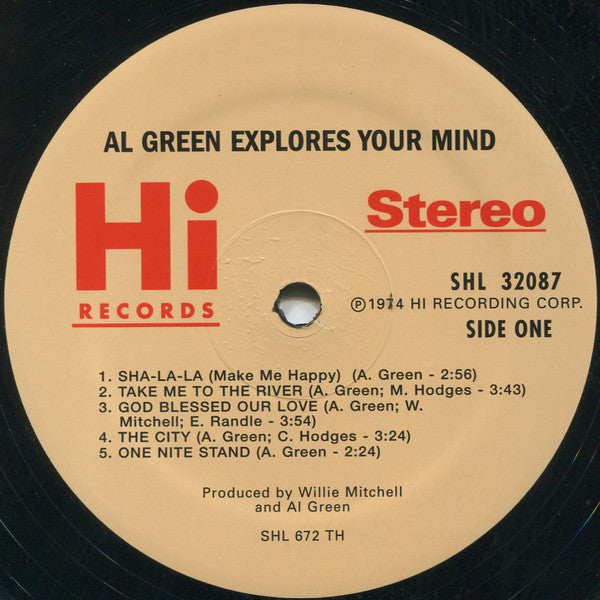 AL GREEN EXPLORES YOUR MIND
Hi
RECORDS
Stereo
SHL 32087
℗1974 HI RECORDING CORP.
SIDE ONE
1. SHA-LA-LA (Make Me Happy) (A. Green - 2:56)
2. TAKE ME TO THE RIVER (A. Green; M. Hodges - 3:43)
3. GOD BLESSED OUR LOVE (A. Green; W.
Mitchell; E. Randle - 3:54)
4. THE CITY (A. Green; C. Hodges - 3:24)
5. ONE NITE STAND (A. Green - 2:24)
Produced by Willie Mitchell
and Al Green
SHL 672 TH